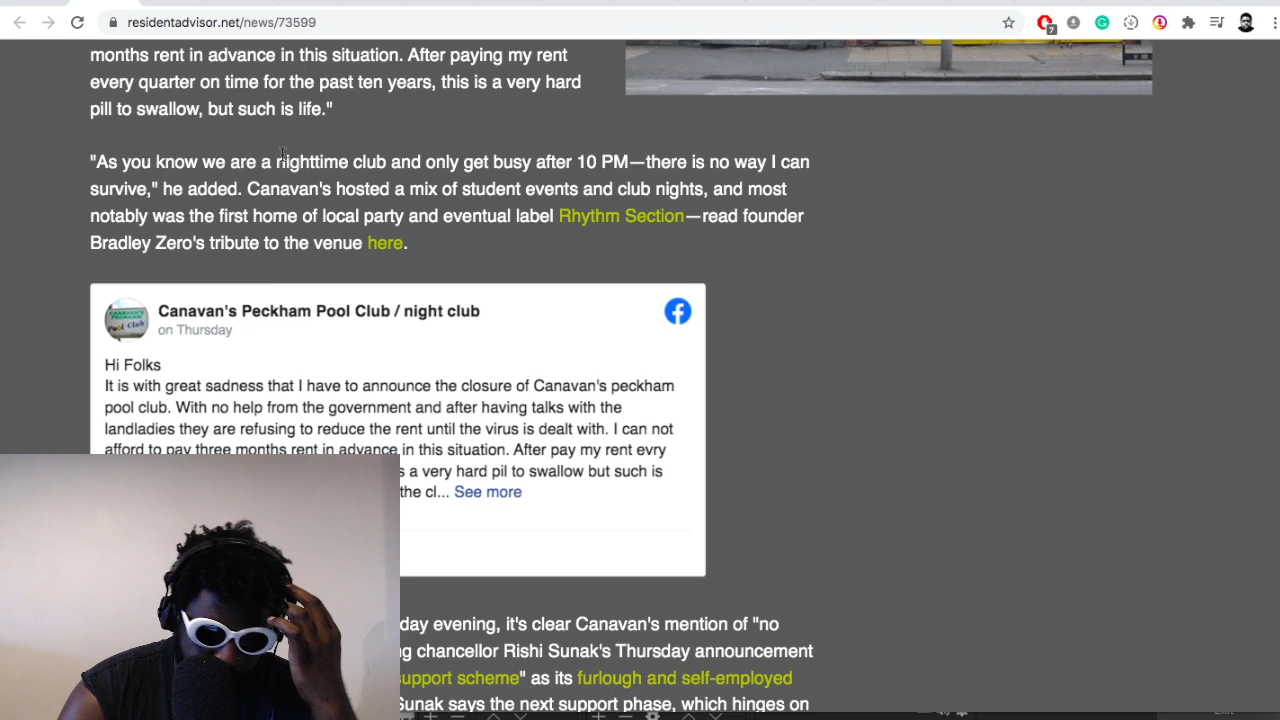 residentadvisor.net/news/73599
7
months rent in advance in this situation. After paying my rent
every quarter on time for the past ten years, this is a very hard
pill to swallow, but such is life."
"As you know we are a nighttime club and only get busy after 10 PM—there is no way I can
survive," he added. Canavan's hosted a mix of student events and club nights, and most
notably was the first home of local party and eventual label Rhythm Section—read founder
Bradley Zero's tribute to the venue here.
CANAVAN'S
PECKHAM
Pool Club
Canavan's Peckham Pool Club / night club
on Thursday
Hi Folks
It is with great sadness that I have to announce the closure of Canavan's peckham
pool club. With no help from the government and after having talks with the
landladies they are refusing to reduce the rent until the virus is dealt with. I can not
afford to pay three months rent in advance in this situation. After pay my rent evry
s a very hard pil to swallow but such is
the cl... See more
day evening, it's clear Canavan's mention of "no
ng chancellor Rishi Sunak's Thursday announcement
support scheme" as its furlough and self-employed
Sunak says the next support phase, which hinges on